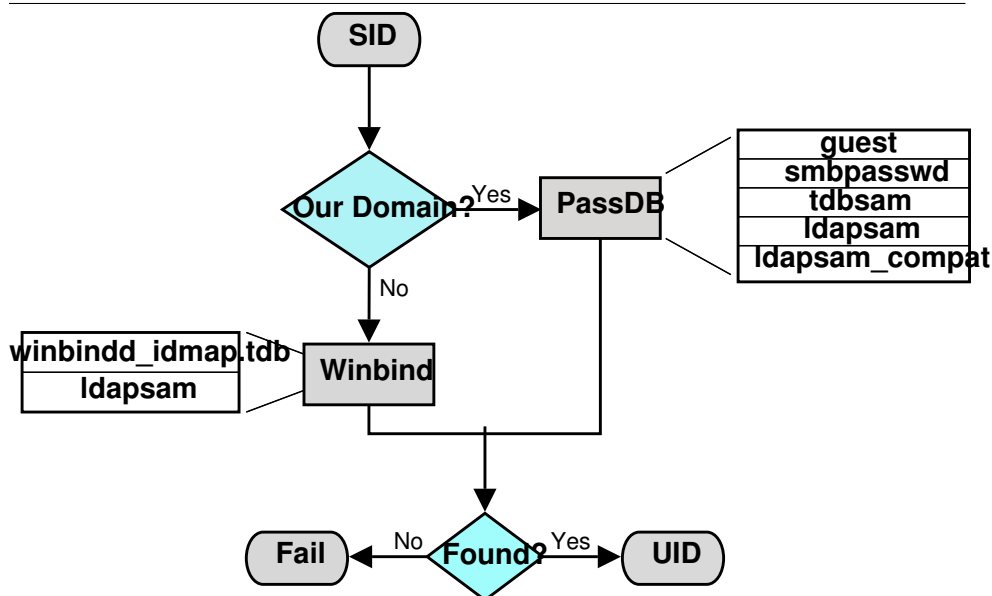 SID
Our Domain?
Yes
PassDB
guest
smbpasswd
tdbsam
ldapsam
ldapsam_compat
No
winbindd_idmap.tdb
ldapsam
Winbind
Fail
No
Found?
Yes
UID